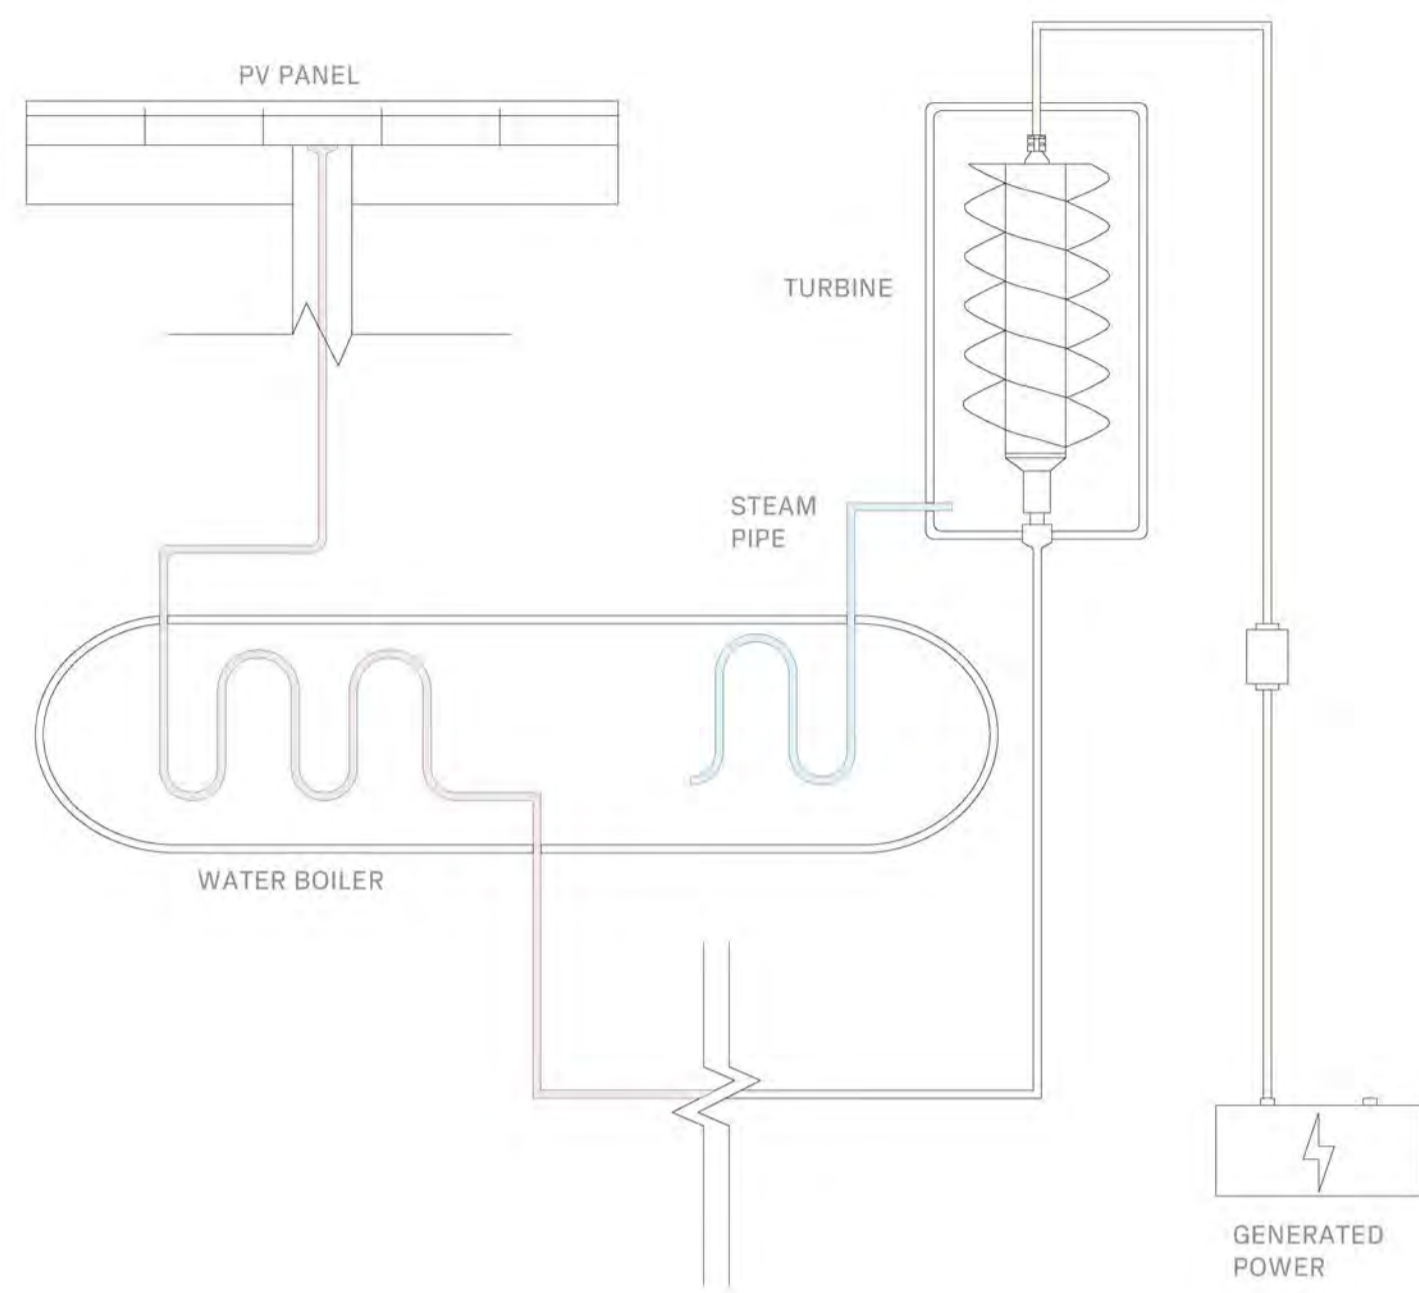 PV PANEL
TURBINE
STEAM
PIPE
WATER BOILER
GENERATED
POWER